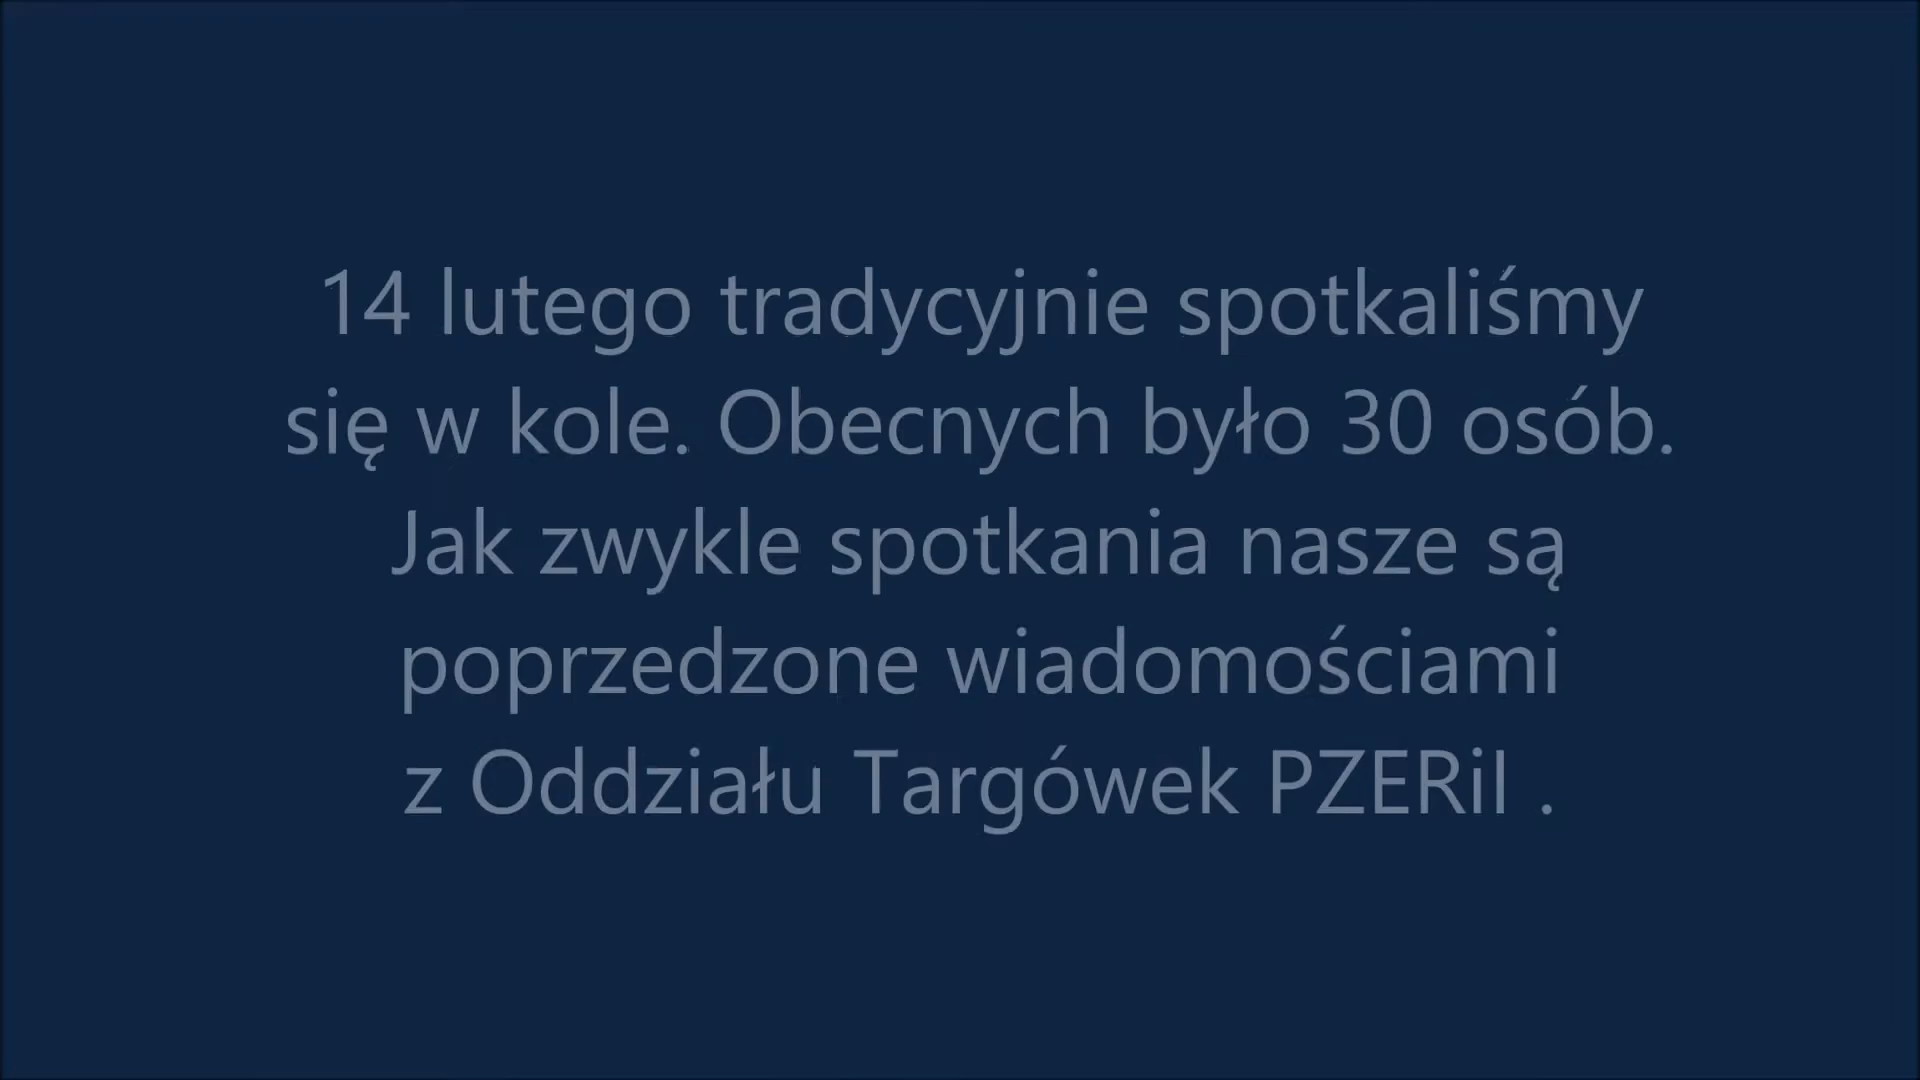 14 lutego tradycyjnie spotkaliśmy
się w kole. Obecnych było 30 osób.
Jak zwykle spotkania nasze są
poprzedzone wiadomościami
z Oddziału Targówek PZERiI .